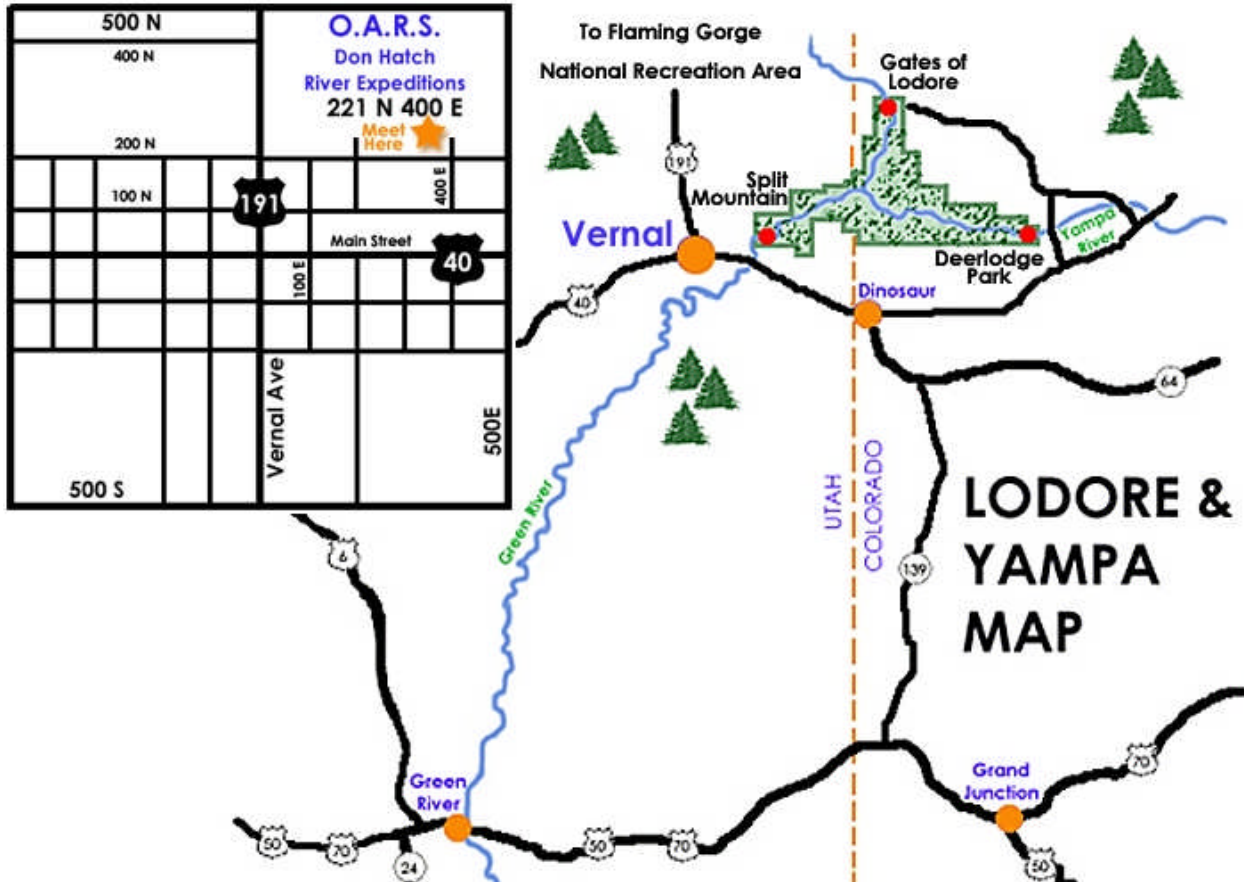 500 N
400 N
O.A.R.S.
Don Hatch
River Expeditions
221 N 400 E
Meet
Here
200 N
100 N
191
400 E
Main Street
40
100 E
Vernal Ave
500E
500 S
To Flaming Gorge
National Recreation Area
191
Gates of
Lodore
Split
Mountain
Vernal
Yampa
River
Deerlodge
Park
Dinosaur
40
64
Green River
UTAH
COLORADO
139
LODORE &
YAMPA
MAP
6
Green
River
50
70
24
50
70
Grand
Junction
70
50